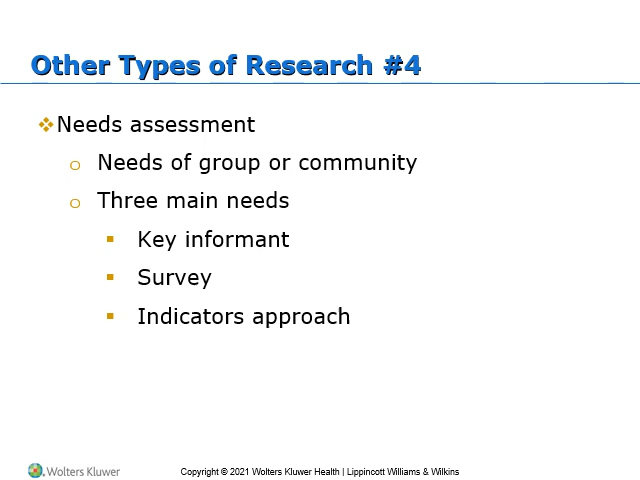 Other Types of Research #4
Needs assessment
o Needs of group or community
o Three main needs
Key informant
Survey
Indicators approach
Wolters Kluwer
Copyright © 2021 Wolters Kluwer Health | Lippincott Williams & Wilkins